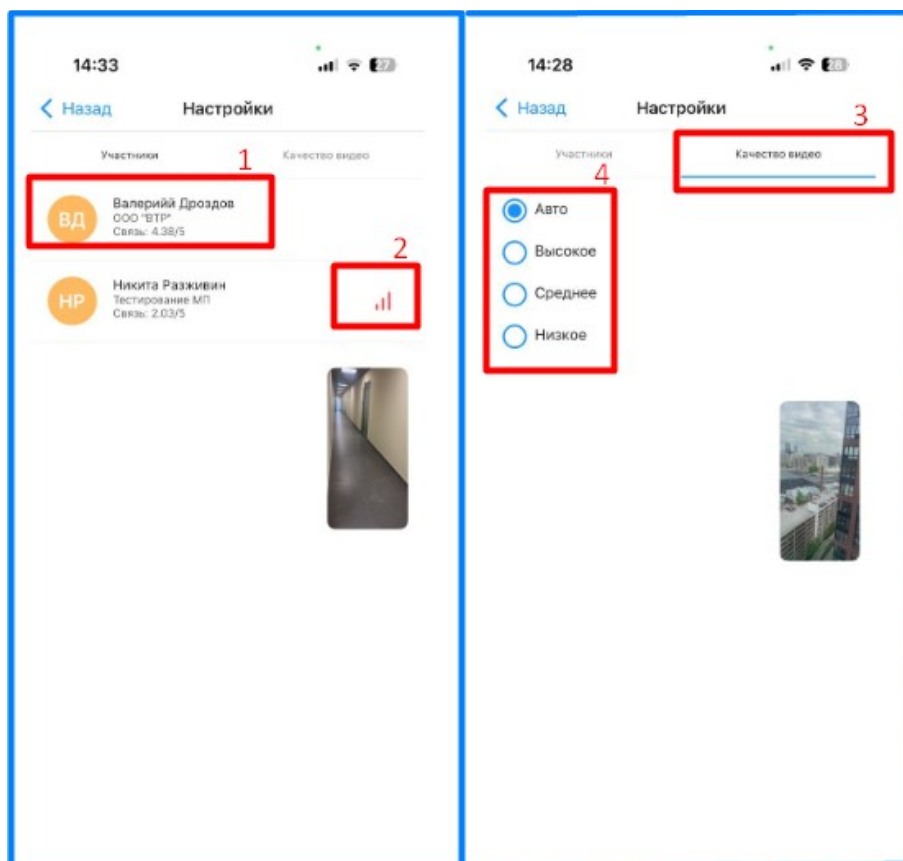 14:33
27
Назад
Настройки
Участники
1
Качество видео
ВД
Валерийй Дроздов
ООО "ВТР"
Связь: 4.38/5
2
НР
Никита Разживин
Тестирование МП
Связь: 2.03/5
14:28
28
Назад
Настройки
3
Участники
Качество видео
4
Авто
Высокое
Среднее
Низкое